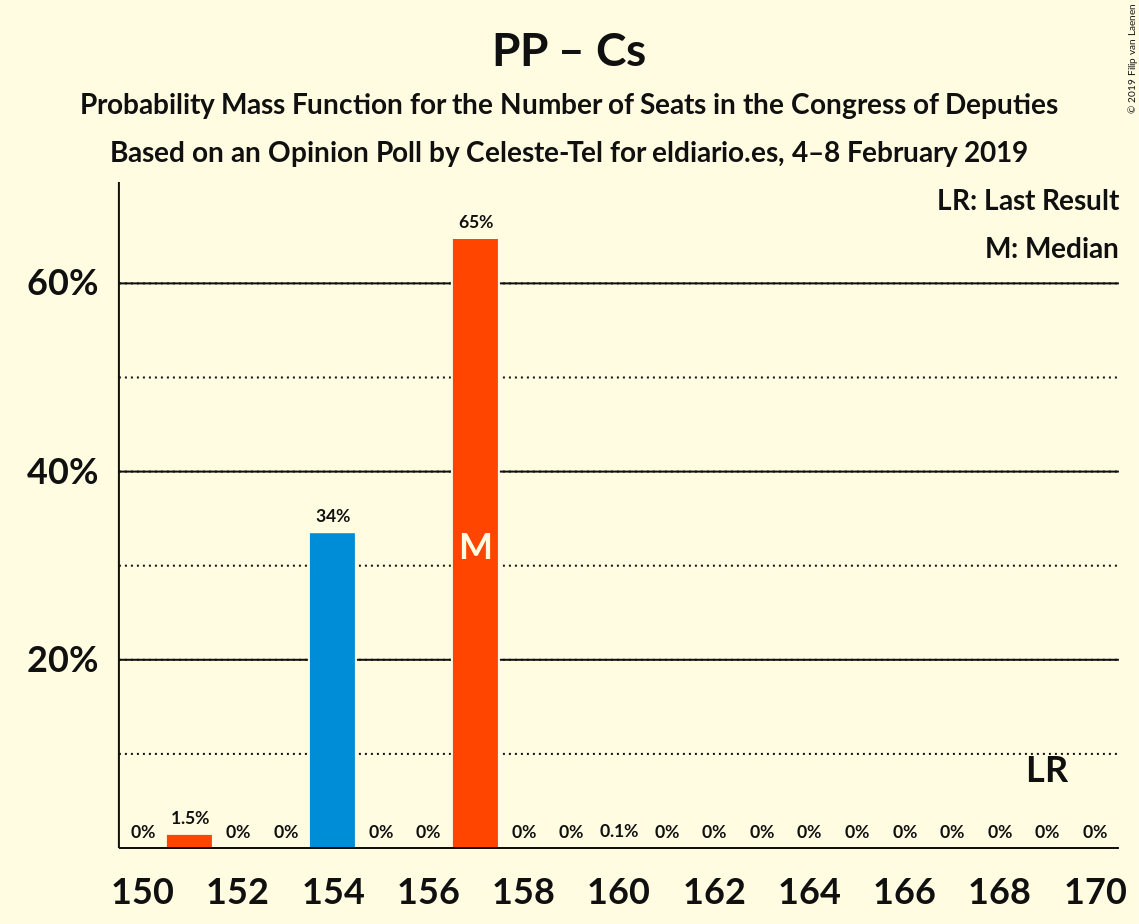 PP – Cs
Probability Mass Function for the Number of Seats in the Congress of Deputies
Based on an Opinion Poll by Celeste-Tel for eldiario.es, 4–8 February 2019
© 2019 Filip van Laenen
LR: Last Result
M: Median
60%
40%
20%
65%
34%
M
LR
0% 1.5% 0% 0% 0% 0% 0% 0% 0.1% 0% 0% 0% 0% 0% 0% 0% 0% 0% 0%
150 152 154 156 158 160 162 164 166 168 170